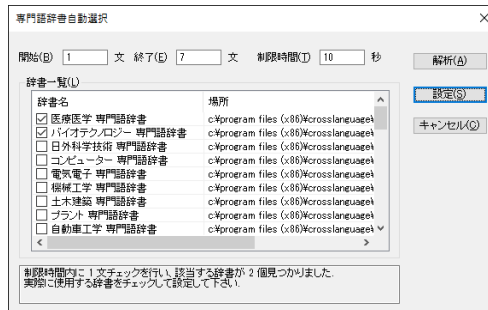 専門語辞書自動選択
開始(B) 1 文 終了(E) 7 文 制限時間(T) 10 秒
解析(A)
設定(S)
キャンセル(C)
辞書一覧(L)
辞書名 場所
医療医学 専門語辞書 c:¥program files (x86)¥crosslanguage¥
バイオテクノロジー 専門語辞書 c:¥program files (x86)¥crosslanguage¥
日外科学技術 専門語辞書 c:¥program files (x86)¥crosslanguage¥
コンピューター 専門語辞書 c:¥program files (x86)¥crosslanguage¥
電気電子 専門語辞書 c:¥program files (x86)¥crosslanguage¥
機械工学 専門語辞書 c:¥program files (x86)¥crosslanguage¥
土木建築 専門語辞書 c:¥program files (x86)¥crosslanguage¥
プラント 専門語辞書 c:¥program files (x86)¥crosslanguage¥
自動車工学 専門語辞書 c:¥program files (x86)¥crosslanguage¥
制限時間内に 1 文チェックを行い、該当する辞書が 2 個見つかりました.
実際に使用する辞書をチェックして設定して下さい.